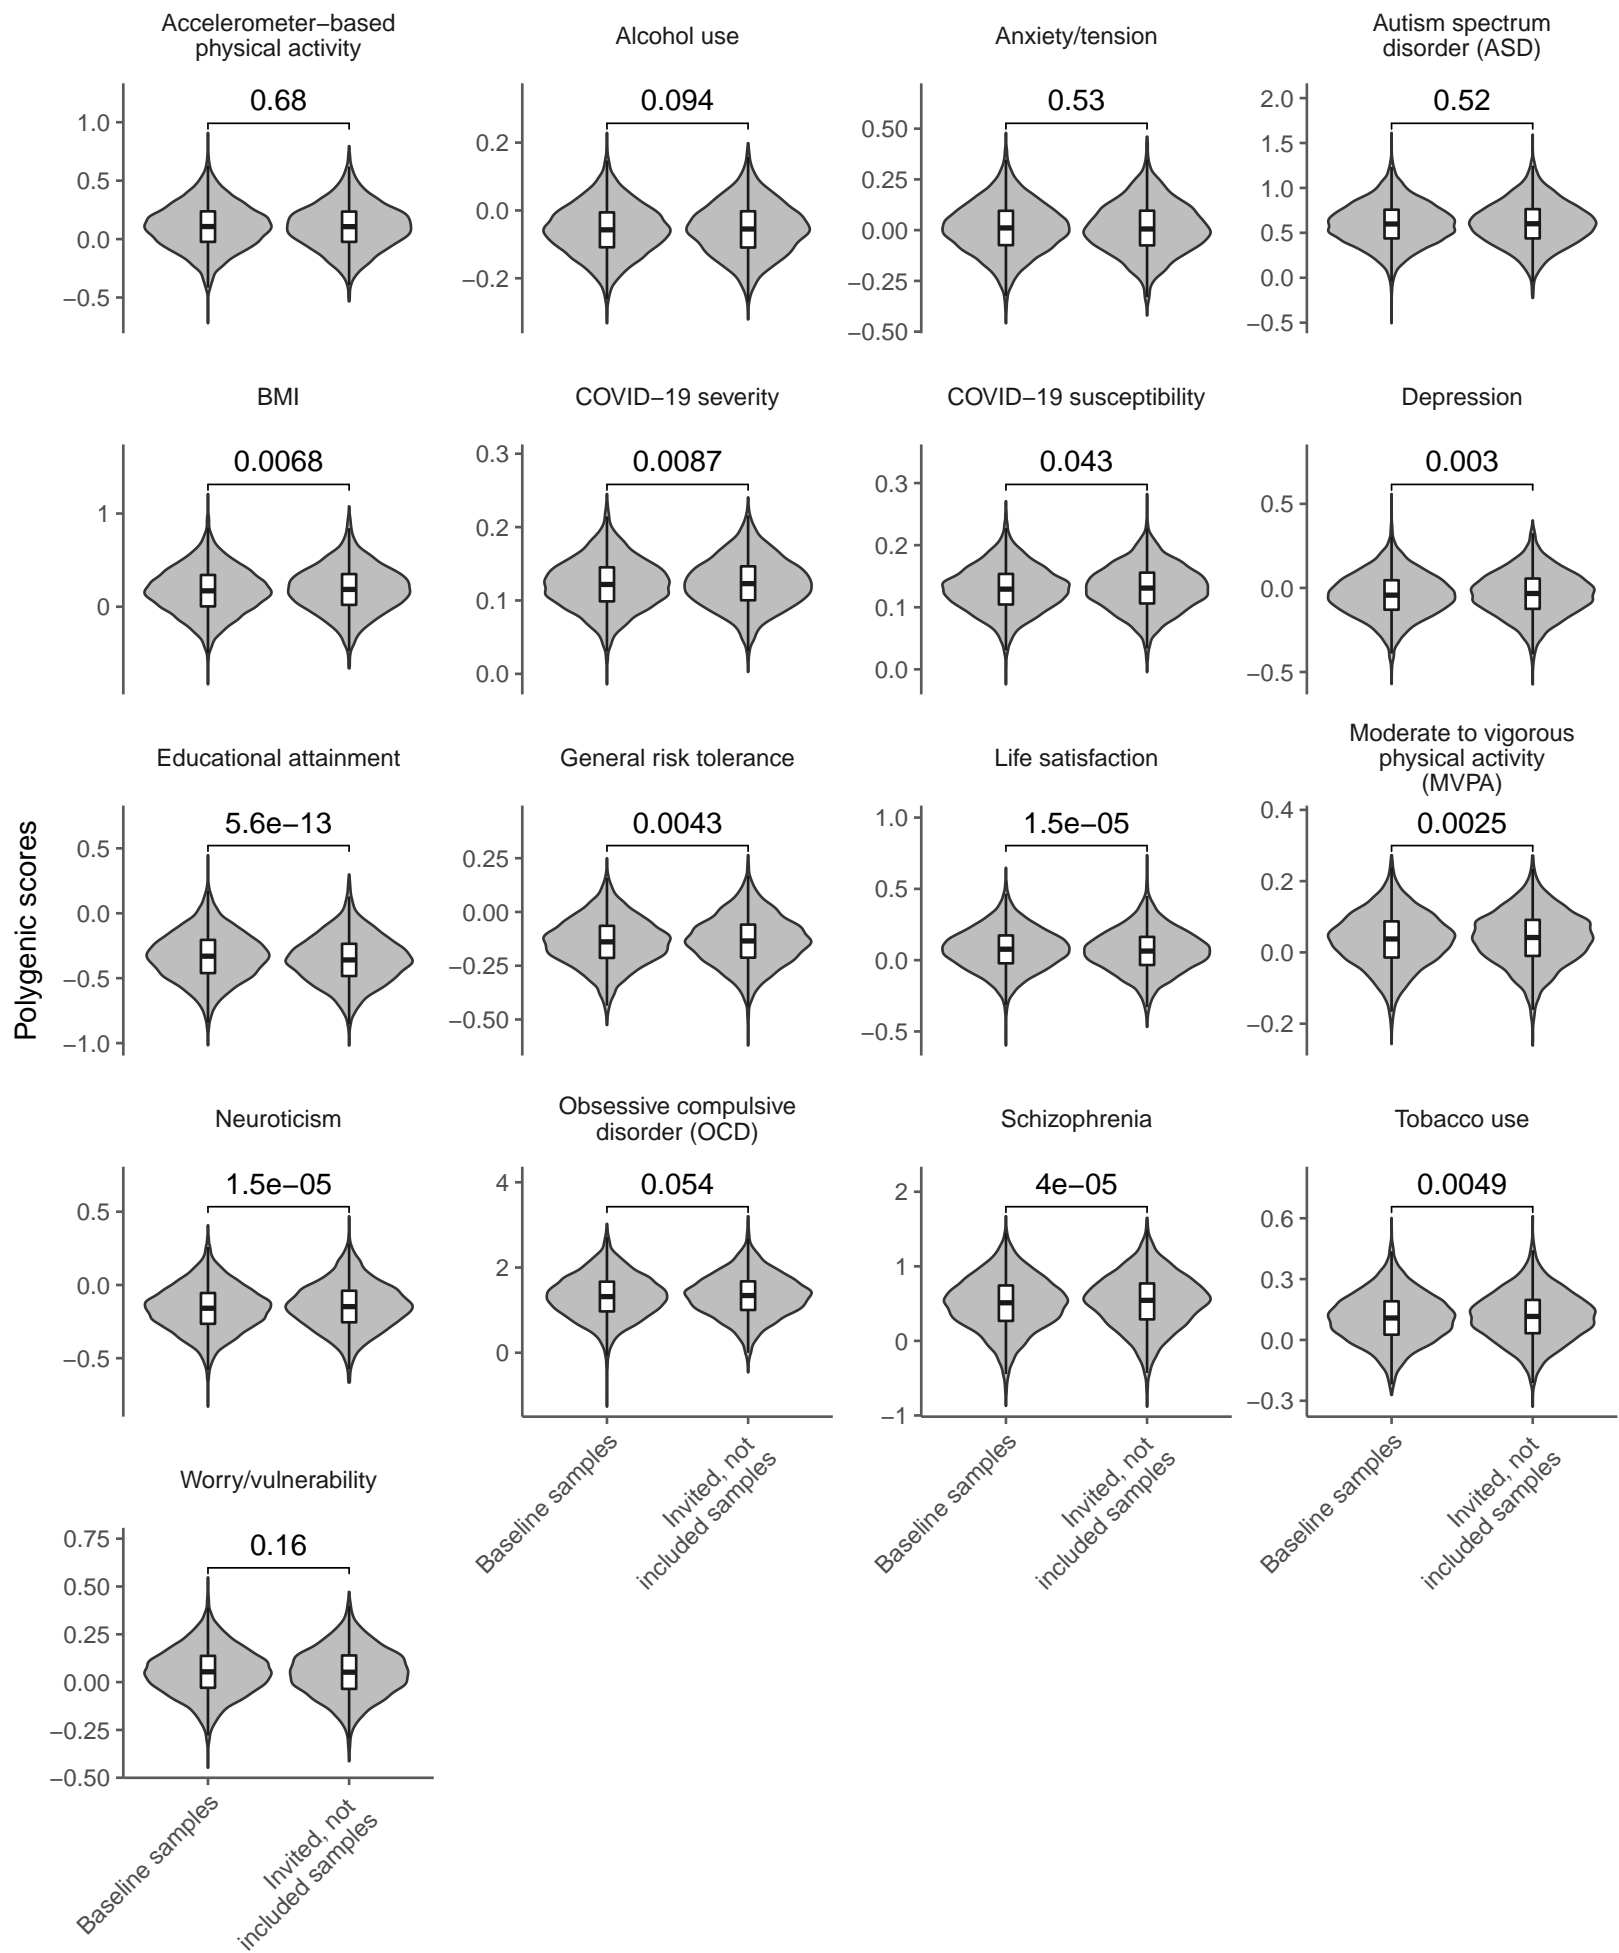 Accelerometer−based
physical activity
Alcohol use
Anxiety/tension
Autism spectrum
disorder (ASD)
0.68
0.094
0.53
0.52
1.0
0.5
0.0
−0.5
0.2
0.0
−0.2
0.50
0.25
0.00
−0.25
−0.50
2.0
1.5
1.0
0.5
0.0
−0.5
BMI
COVID−19 severity
COVID−19 susceptibility
Depression
0.0068
0.0087
0.043
0.003
1
0
0.3
0.2
0.1
0.0
0.3
0.2
0.1
0.0
0.5
0.0
−0.5
Educational attainment
General risk tolerance
Life satisfaction
Moderate to vigorous
physical activity
(MVPA)
5.6e−13
0.0043
1.5e−05
0.0025
0.5
0.0
−0.5
−1.0
0.25
0.00
−0.25
−0.50
1.0
0.5
0.0
−0.5
0.4
0.2
0.0
−0.2
Polygenic scores
Neuroticism
Obsessive compulsive
disorder (OCD)
Schizophrenia
Tobacco use
1.5e−05
0.054
4e−05
0.0049
0.5
0.0
−0.5
4
2
0
2
1
0
−1
0.6
0.3
0.0
−0.3
Baseline samples
Invited, not
included samples
Baseline samples
Invited, not
included samples
Baseline samples
Invited, not
included samples
Worry/vulnerability
0.16
0.75
0.50
0.25
0.00
−0.25
−0.50
Baseline samples
Invited, not
included samples